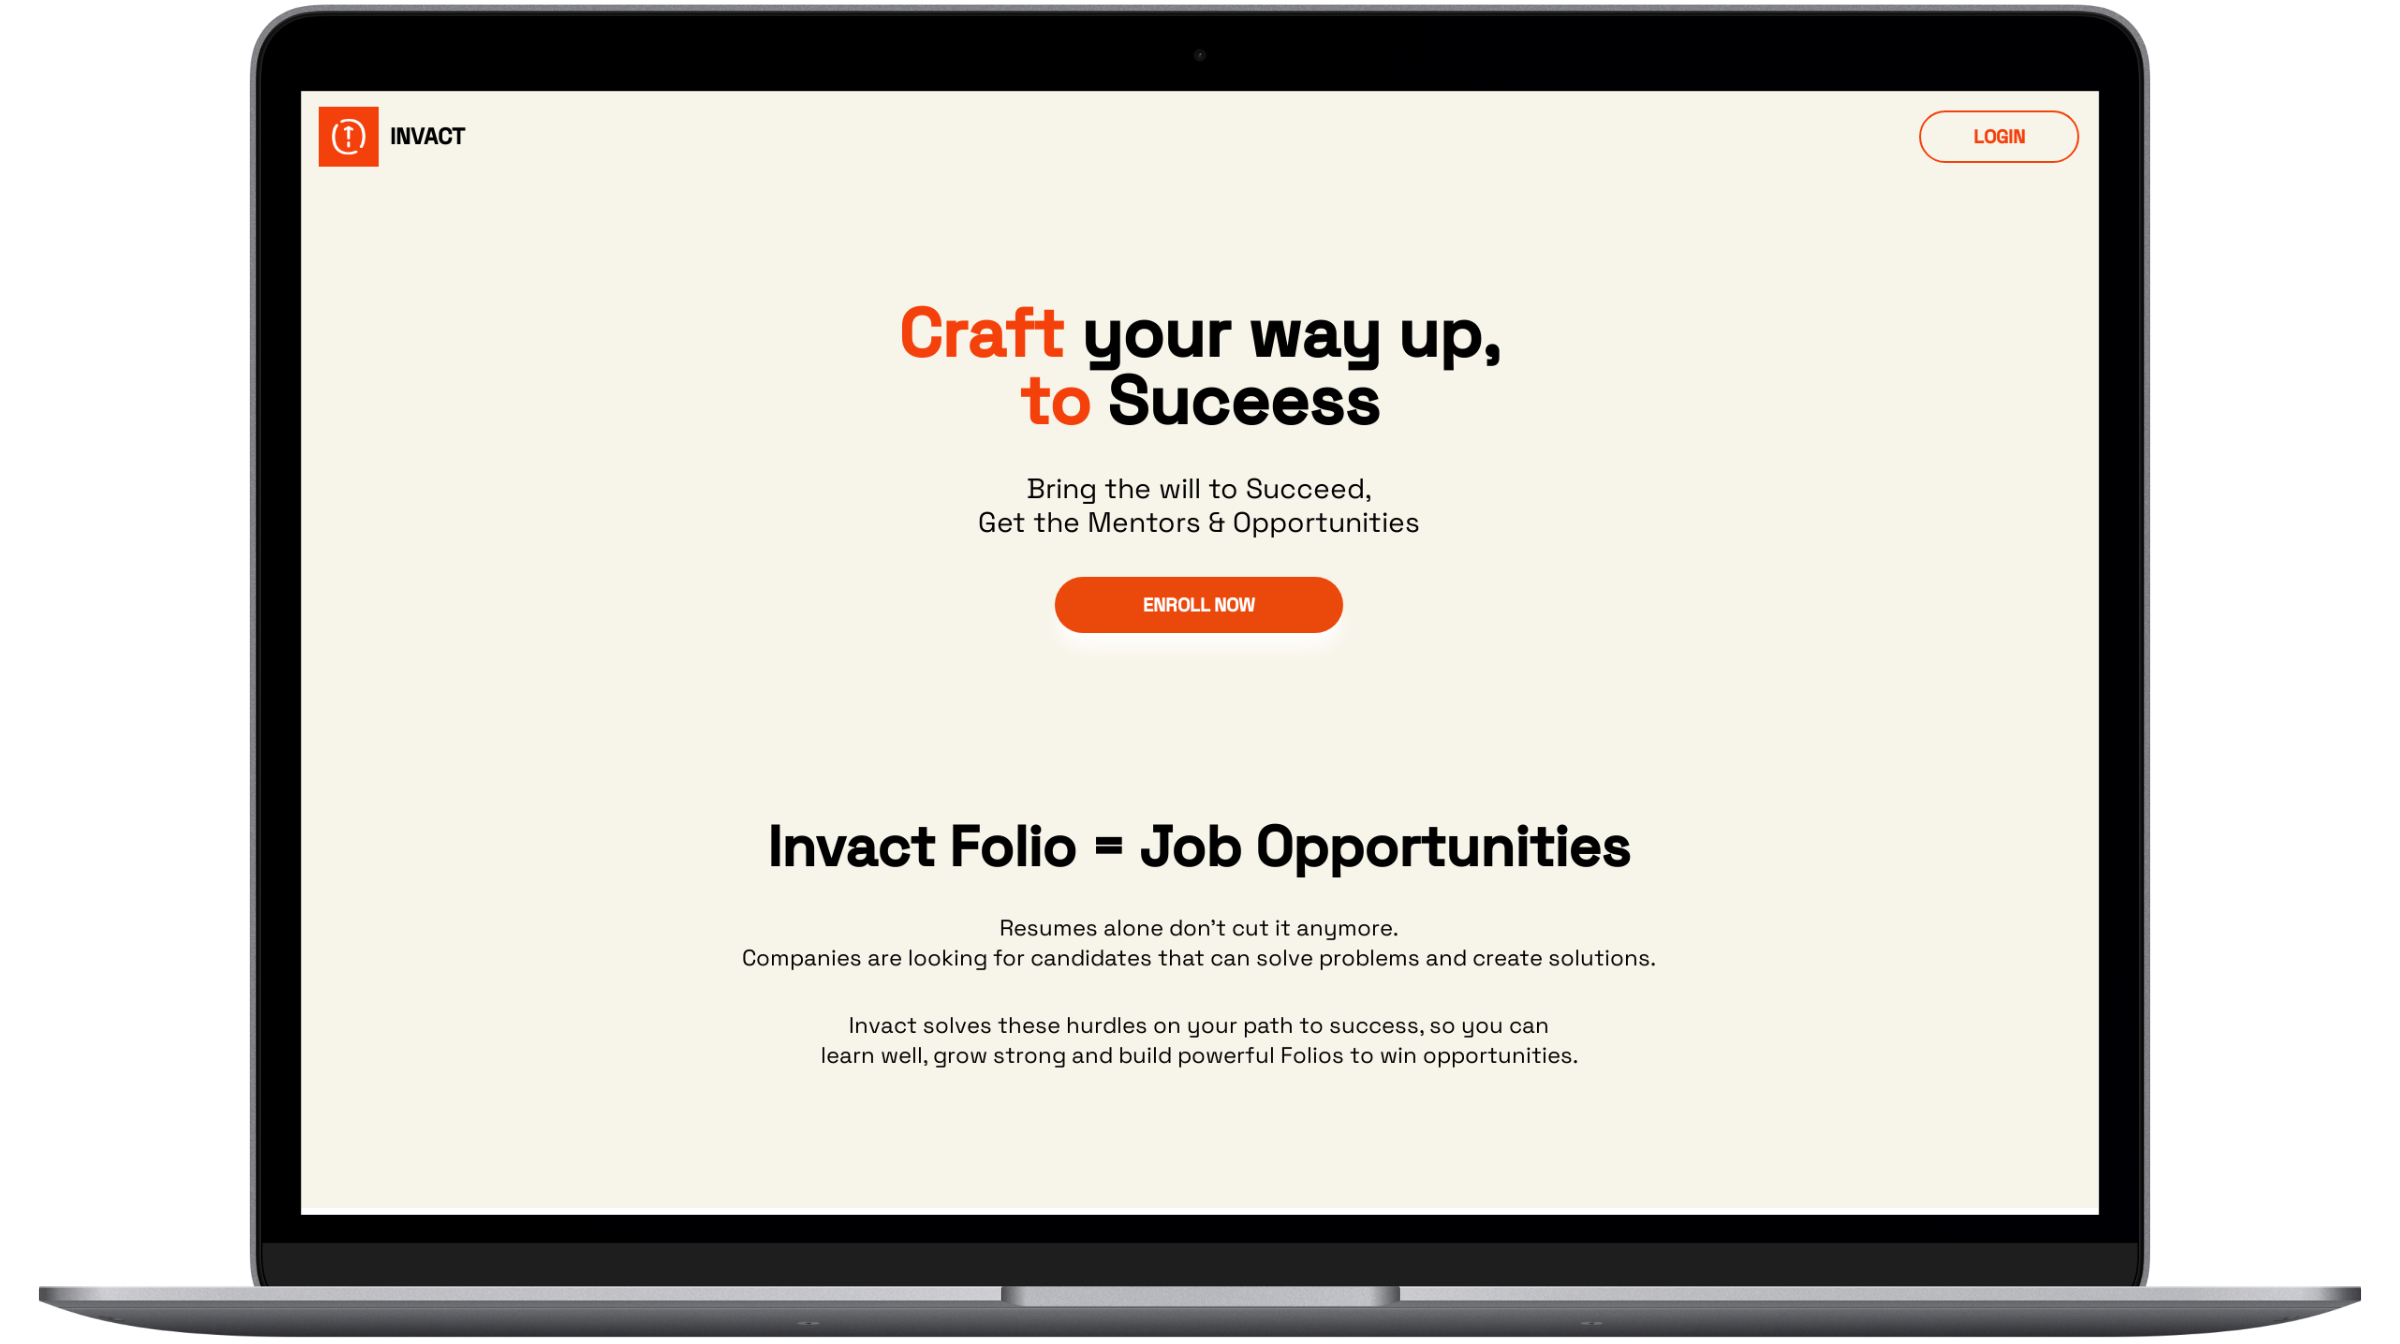 INVACT
LOGIN
Craft your way up,
to Suceess
Bring the will to Succeed,
Get the Mentors & Opportunities
ENROLL NOW
Invact Folio = Job Opportunities
Resumes alone don't cut it anymore.
Companies are looking for candidates that can solve problems and create solutions.
Invact solves these hurdles on your path to success, so you can
learn well, grow strong and build powerful Folios to win opportunities.